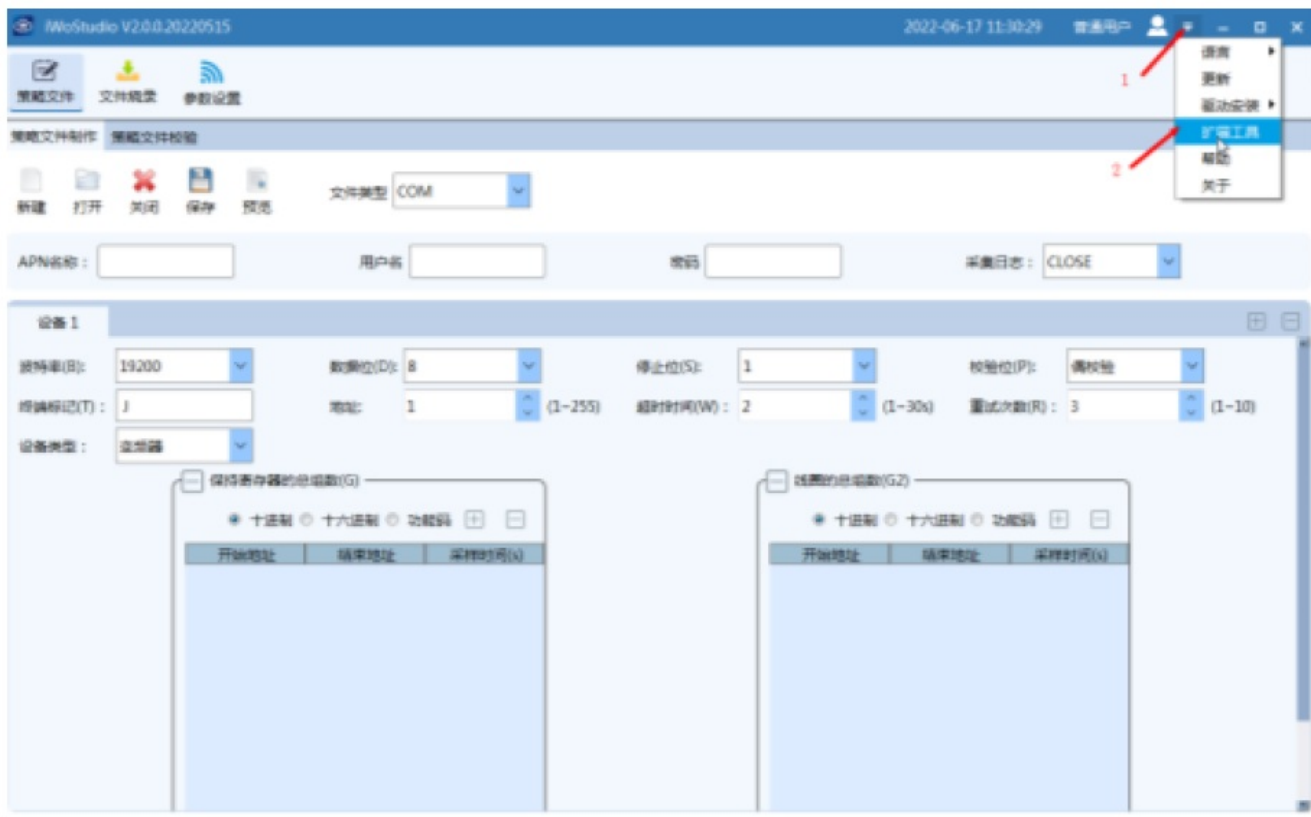 iWoStudio V2.0.0.20220515 2022-06-17 11:30:29 普通用户
语言
更新
驱动安装
扩展工具
帮助
关于
1
2
策略文件 文件烧录 参数设置
策略文件制作 策略文件校验
新建 打开 关闭 保存 预览 文件类型 COM
APN名称： 用户名 密码 采集日志： CLOSE
设备 1
波特率(B): 19200 数据位(D): 8 停止位(S): 1 校验位(P): 偶校验
终端标记(T)： J 地址: 1 (1~255) 超时时间(W)： 2 (1~30s) 重试次数(R)： 3 (1~10)
设备类型： 变频器
保持寄存器的总组数(G) 线圈的总组数(GZ)
十进制 十六进制 功能码 十进制 十六进制 功能码
开始地址 结束地址 采样时间(s) 开始地址 结束地址 采样时间(s)